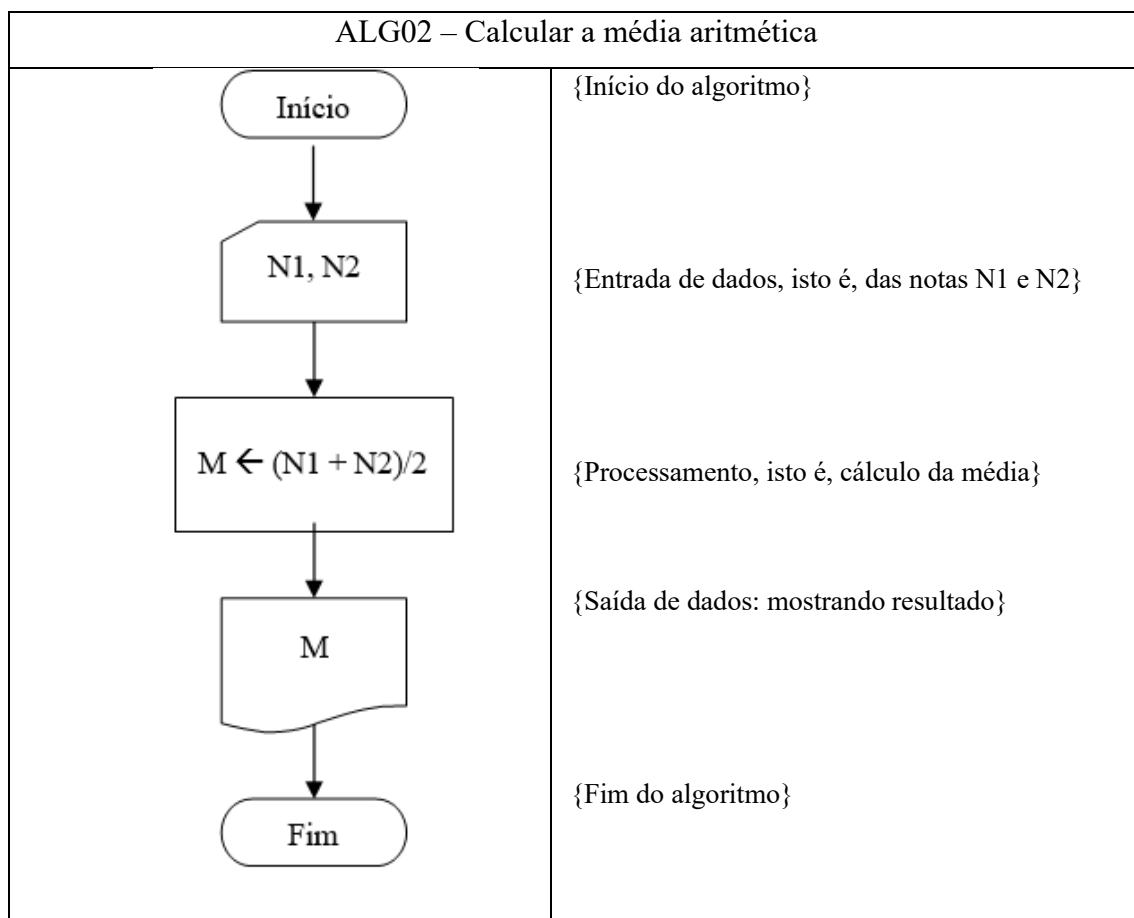 ALG02 – Calcular a média aritmética
Início
{Início do algoritmo}
N1, N2
{Entrada de dados, isto é, das notas N1 e N2}
M ← (N1 + N2)/2
{Processamento, isto é, cálculo da média}
{Saída de dados: mostrando resultado}
M
{Fim do algoritmo}
Fim